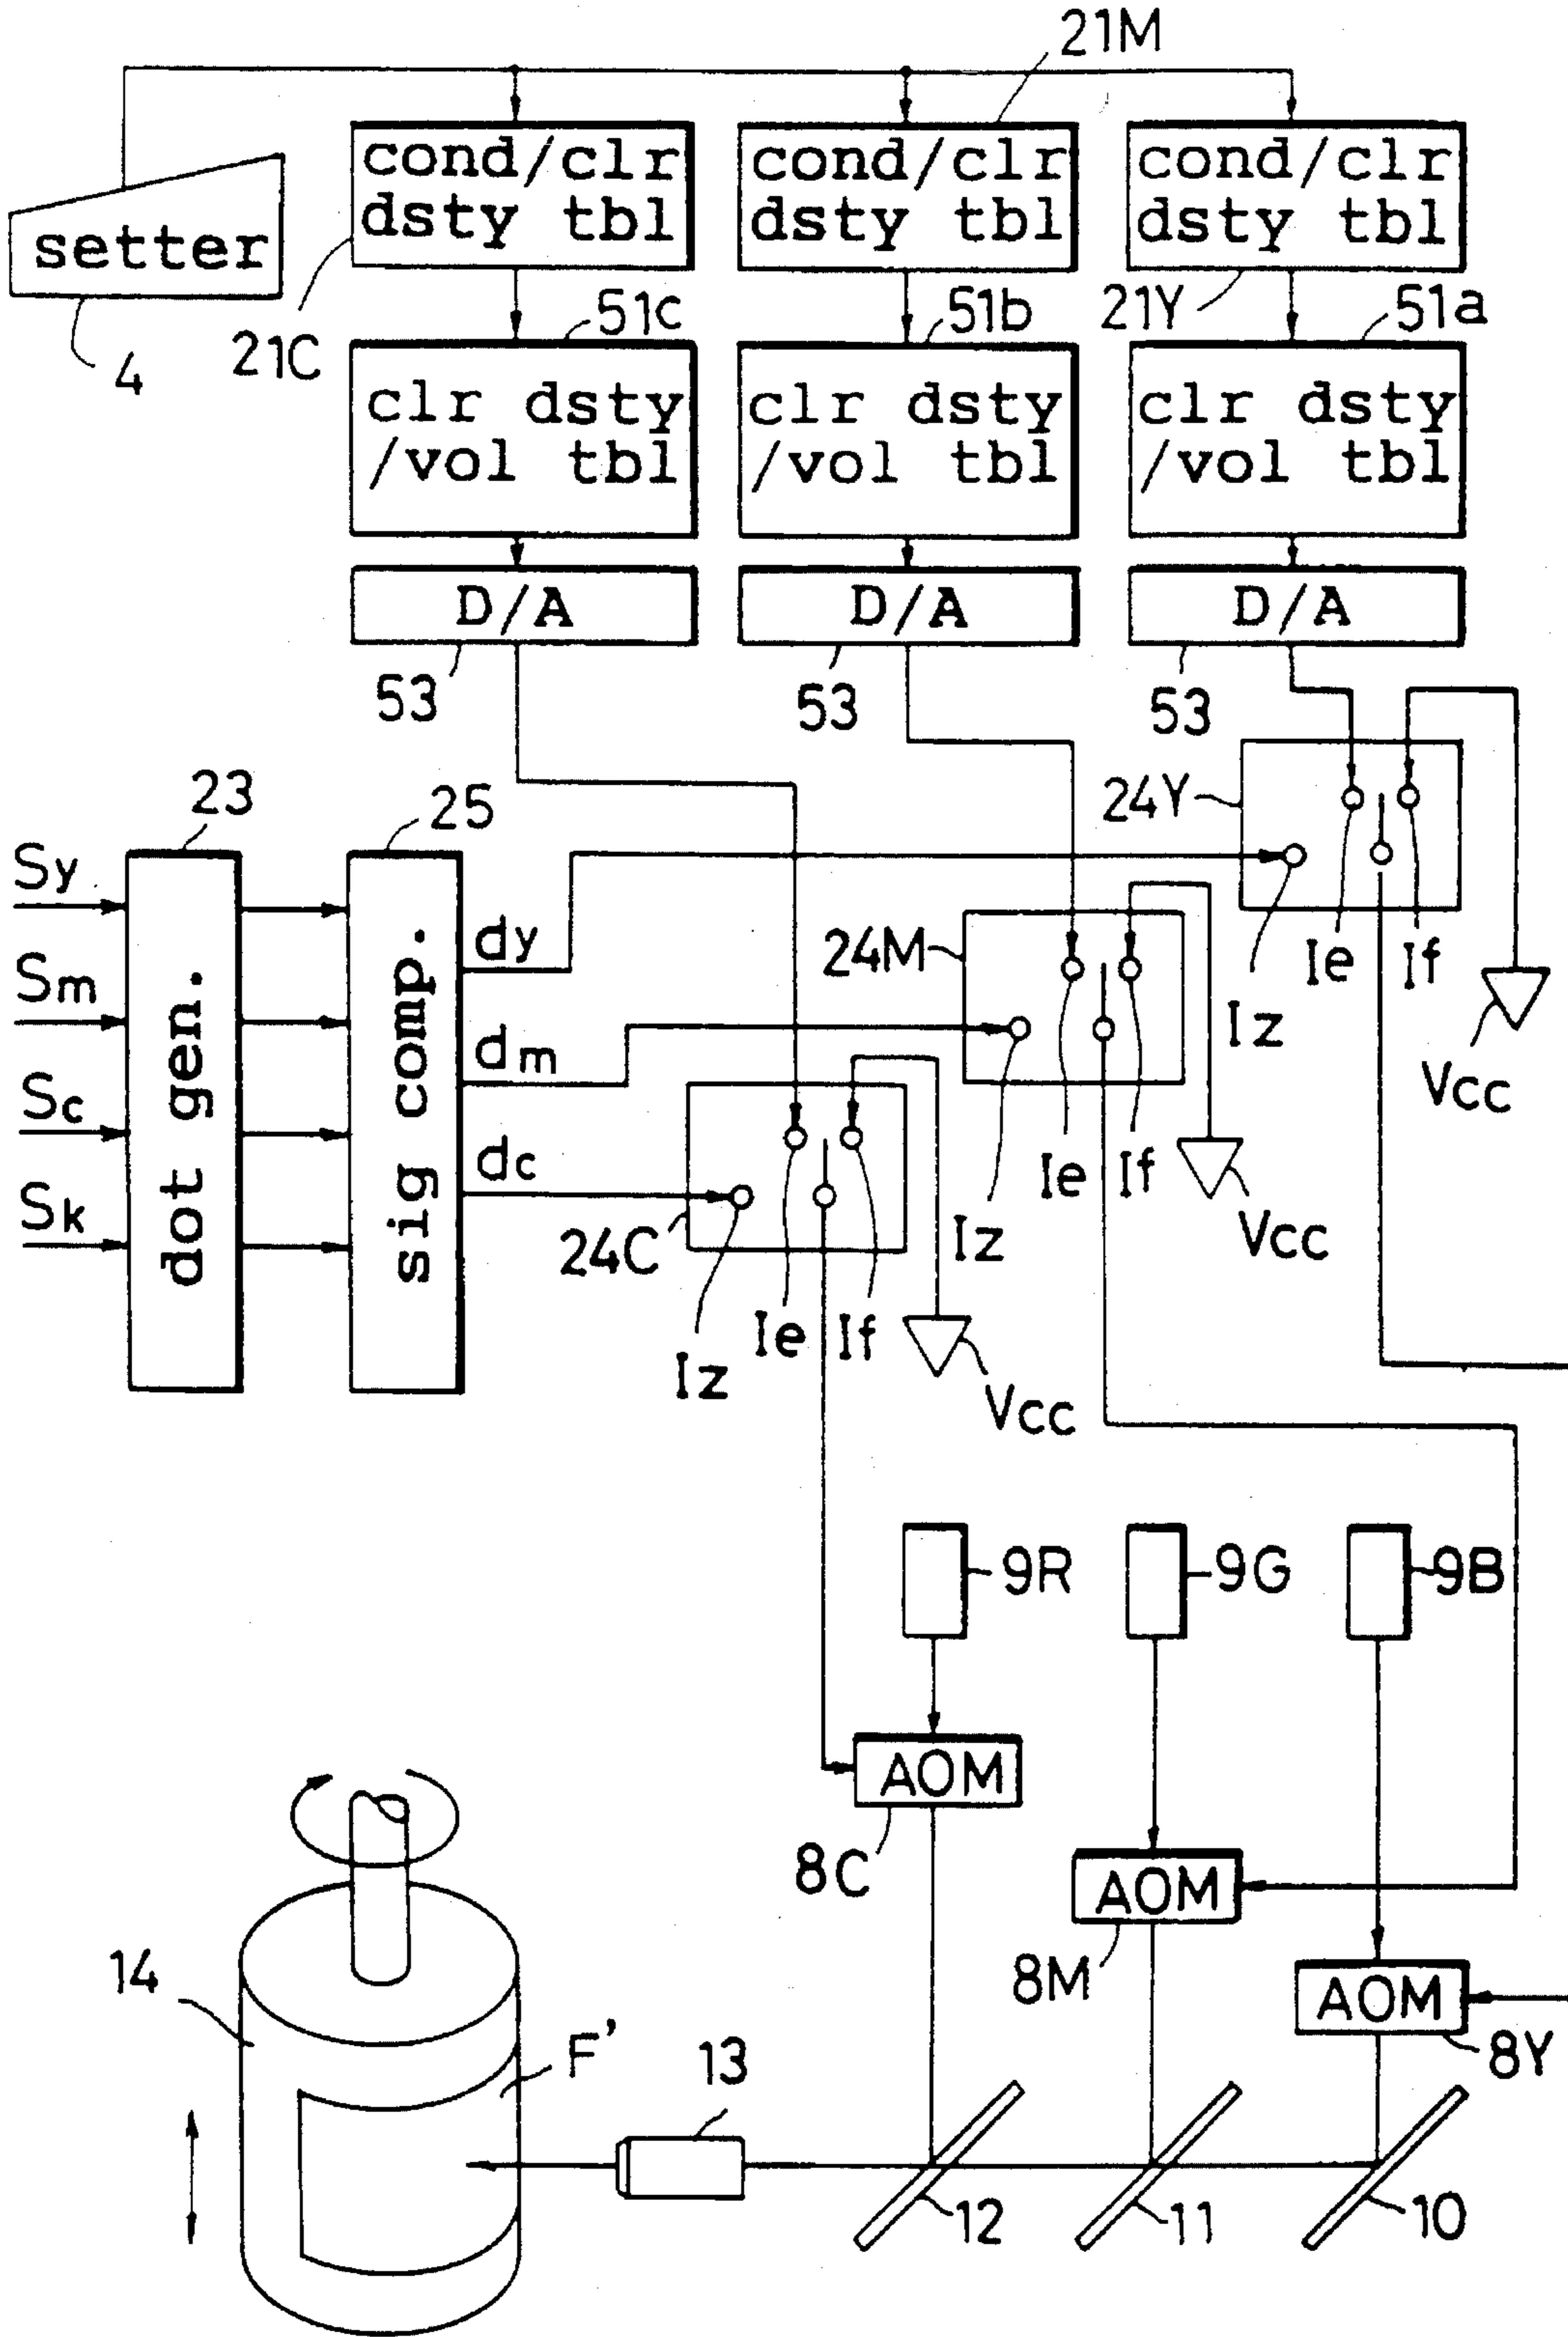 21M
cond/clr
dsty tbl
cond/clr
dsty tbl
cond/clr
dsty tbl
setter
4
21C
51c
51b
21Y
51a
clr dsty
/vol tbl
clr dsty
/vol tbl
clr dsty
/vol tbl
D/A
D/A
D/A
53
53
53
23
25
24Y
Sy
Sm
Sc
Sk
dot gen.
sig comp.
dy
dm
dc
Iz
Ie
If
Vcc
24M
Iz
Ie
If
Vcc
24C
Iz
Ie
If
Vcc
9R
9G
9B
AOM
8C
AOM
8M
AOM
8Y
14
F'
13
12
11
10